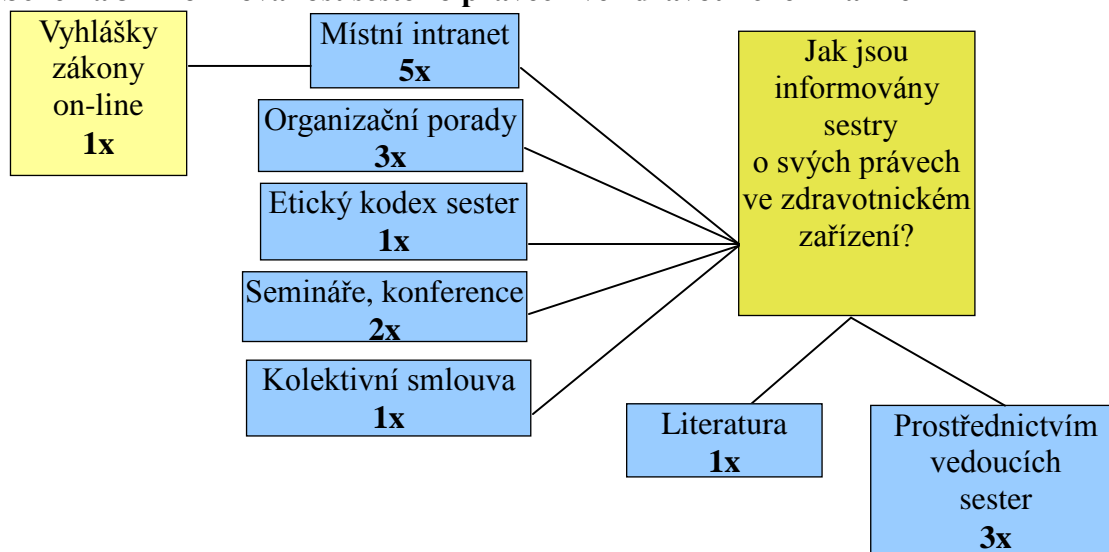 Vyhlášky
zákony
on-line
1x
Místní intranet
5x
Organizační porady
3x
Etický kodex sester
1x
Semináře, konference
2x
Kolektivní smlouva
1x
Jak jsou
informovány
sestry
o svých právech
ve zdravotnickém
zařízení?
Literatura
1x
Prostřednictvím
vedoucích
sester
3x